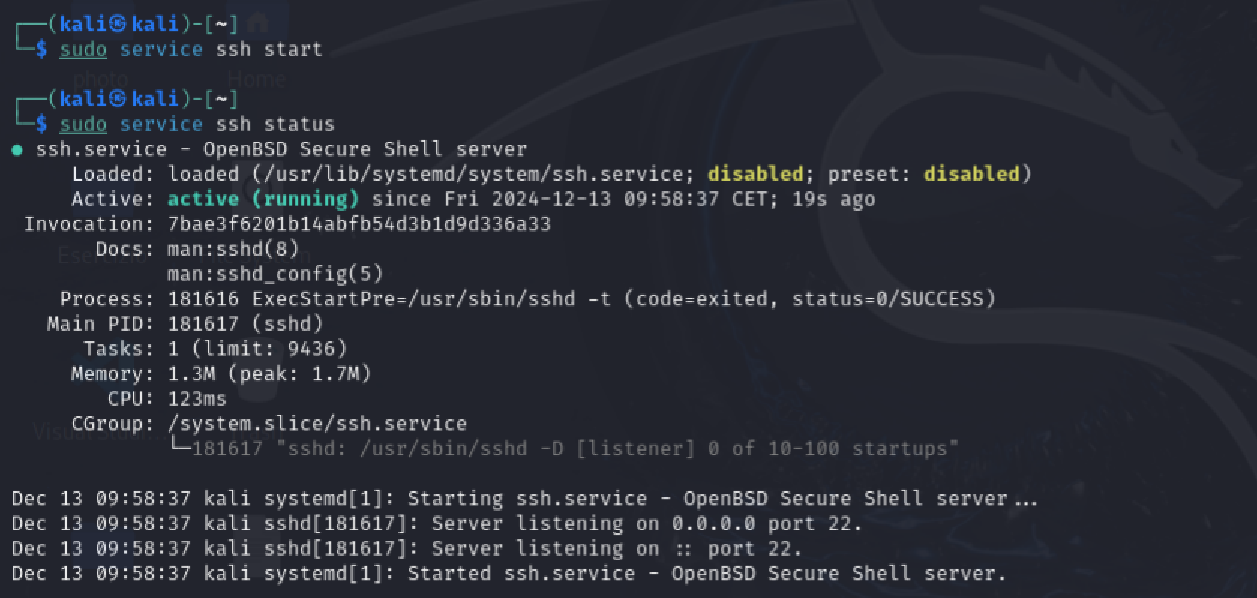 ┌──(kali㉿kali)-[~]
└─$ sudo service ssh start
photo Home
┌──(kali㉿kali)-[~]
└─$ sudo service ssh status
● ssh.service - OpenBSD Secure Shell server
Loaded: loaded (/usr/lib/systemd/system/ssh.service; disabled; preset: disabled)
Active: active (running) since Fri 2024-12-13 09:58:37 CET; 19s ago
Invocation: 7bae3f6201b14abfb54d3b1d9d336a33
Docs: man:sshd(8)
man:sshd_config(5)
Process: 181616 ExecStartPre=/usr/sbin/sshd -t (code=exited, status=0/SUCCESS)
Main PID: 181617 (sshd)
Tasks: 1 (limit: 9436)
Memory: 1.3M (peak: 1.7M)
CPU: 123ms
CGroup: /system.slice/ssh.service
└─181617 "sshd: /usr/sbin/sshd -D [listener] 0 of 10-100 startups"
Dec 13 09:58:37 kali systemd[1]: Starting ssh.service - OpenBSD Secure Shell server...
Dec 13 09:58:37 kali sshd[181617]: Server listening on 0.0.0.0 port 22.
Dec 13 09:58:37 kali sshd[181617]: Server listening on :: port 22.
Dec 13 09:58:37 kali systemd[1]: Started ssh.service - OpenBSD Secure Shell server.